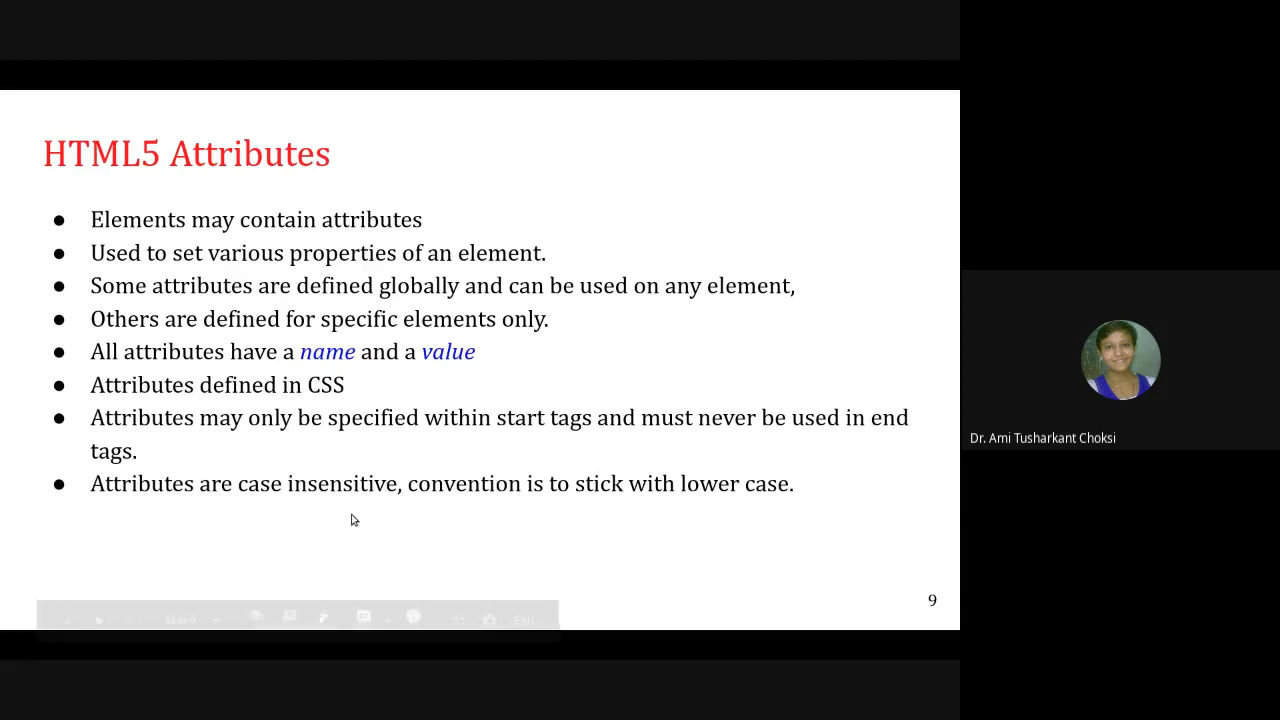 HTML5 Attributes
● Elements may contain attributes
● Used to set various properties of an element.
● Some attributes are defined globally and can be used on any element,
● Others are defined for specific elements only.
● All attributes have a name and a value
● Attributes defined in CSS
● Attributes may only be specified within start tags and must never be used in end
tags.
● Attributes are case insensitive, convention is to stick with lower case.
9
Slide 9
Exit
Dr. Ami Tusharkant Choksi